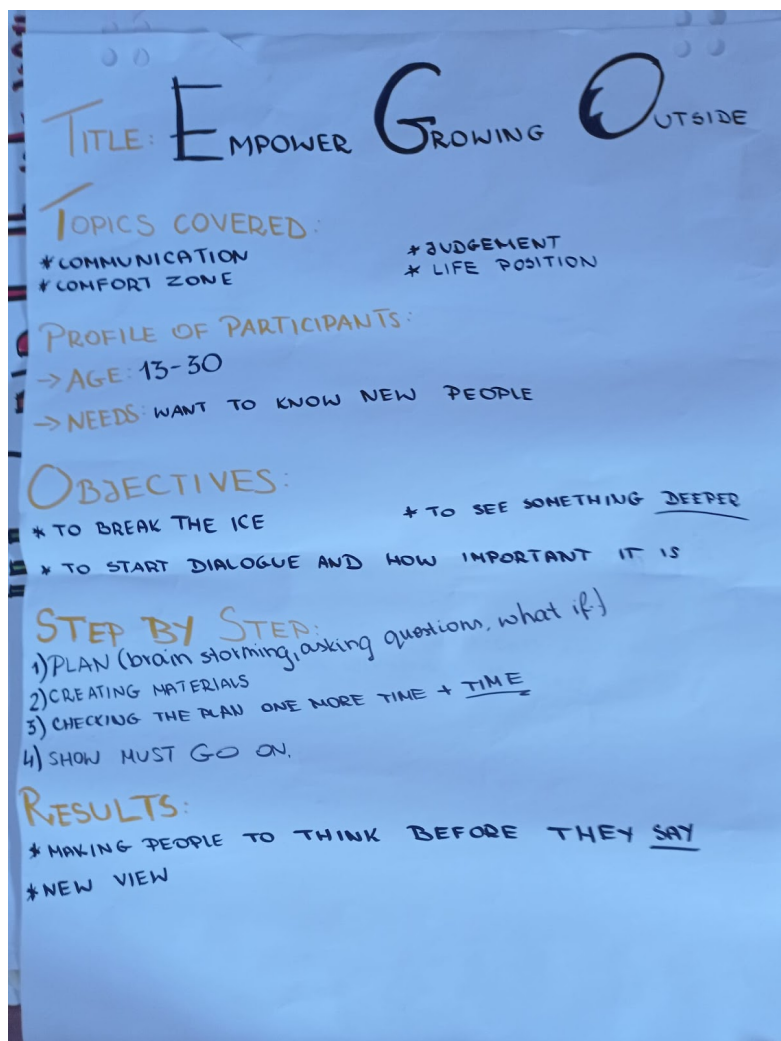 TITLE: EMPOWER GROWING OUTSIDE
TOPICS COVERED:
* COMMUNICATION
* COMFORT ZONE
* JUDGEMENT
* LIFE POSITION
PROFILE OF PARTICIPANTS:
→ AGE: 13-30
→ NEEDS: WANT TO KNOW NEW PEOPLE
OBJECTIVES:
* TO BREAK THE ICE
* TO SEE SOMETHING DEEPER
* TO START DIALOGUE AND HOW IMPORTANT IT IS
STEP BY STEP:
1) PLAN (brain storming, asking questions, what if)
2) CREATING MATERIALS
3) CHECKING THE PLAN ONE MORE TIME + TIME
4) SHOW MUST GO ON.
RESULTS:
* MAKING PEOPLE TO THINK BEFORE THEY SAY
* NEW VIEW